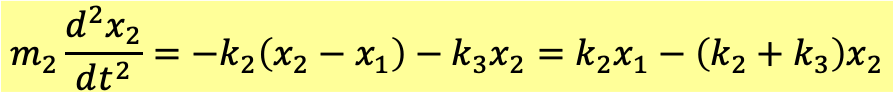 m₂ d²x₂/dt² = −k₂(x₂ − x₁) − k₃x₂ = k₂x₁ − (k₂ + k₃)x₂